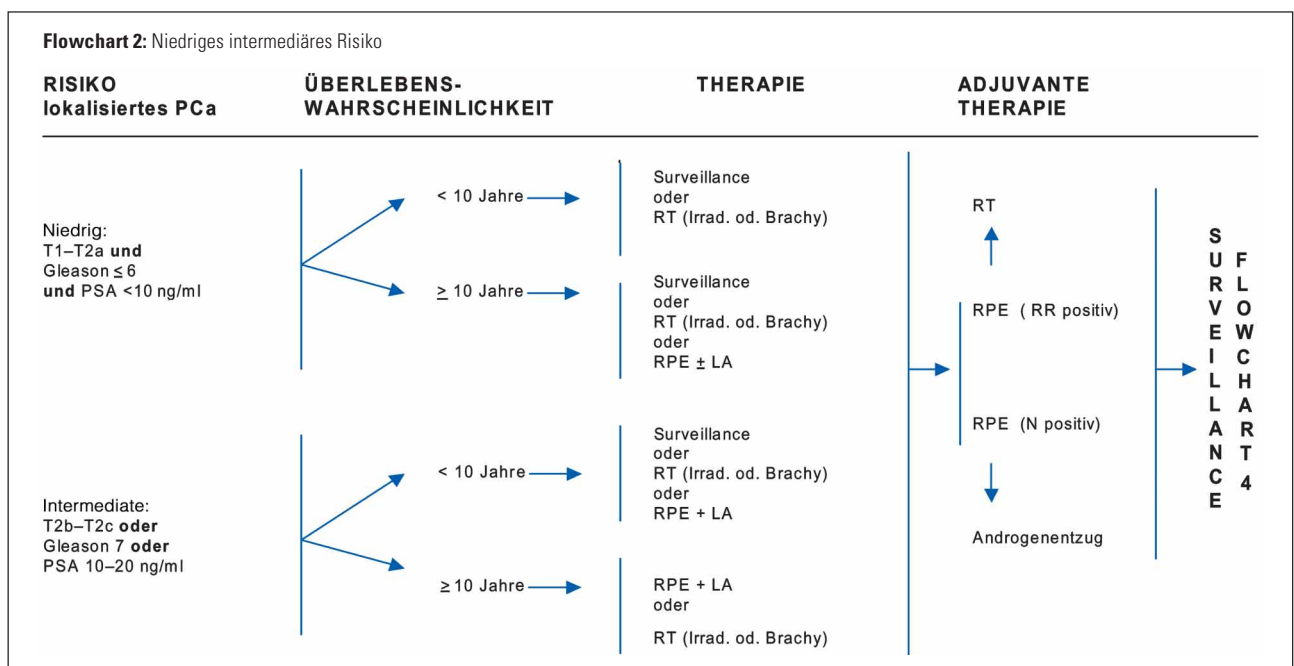 Flowchart 2: Niedriges intermediäres Risiko
RISIKO
lokalisiertes PCa
ÜBERLEBENS-
WAHRSCHEINLICHKEIT
THERAPIE
ADJUVANTE
THERAPIE
Niedrig:
T1–T2a und
Gleason ≤ 6
und PSA <10 ng/ml
< 10 Jahre
Surveillance
oder
RT (Irrad. od. Brachy)
≥ 10 Jahre
Surveillance
oder
RT (Irrad. od. Brachy)
oder
RPE ± LA
Intermediate:
T2b–T2c oder
Gleason 7 oder
PSA 10–20 ng/ml
< 10 Jahre
Surveillance
oder
RT (Irrad. od. Brachy)
oder
RPE + LA
≥ 10 Jahre
RPE + LA
oder
RT (Irrad. od. Brachy)
RT
RPE ( RR positiv)
RPE (N positiv)
Androgenentzug
SURVEILLANCE
FLOWCHART 4